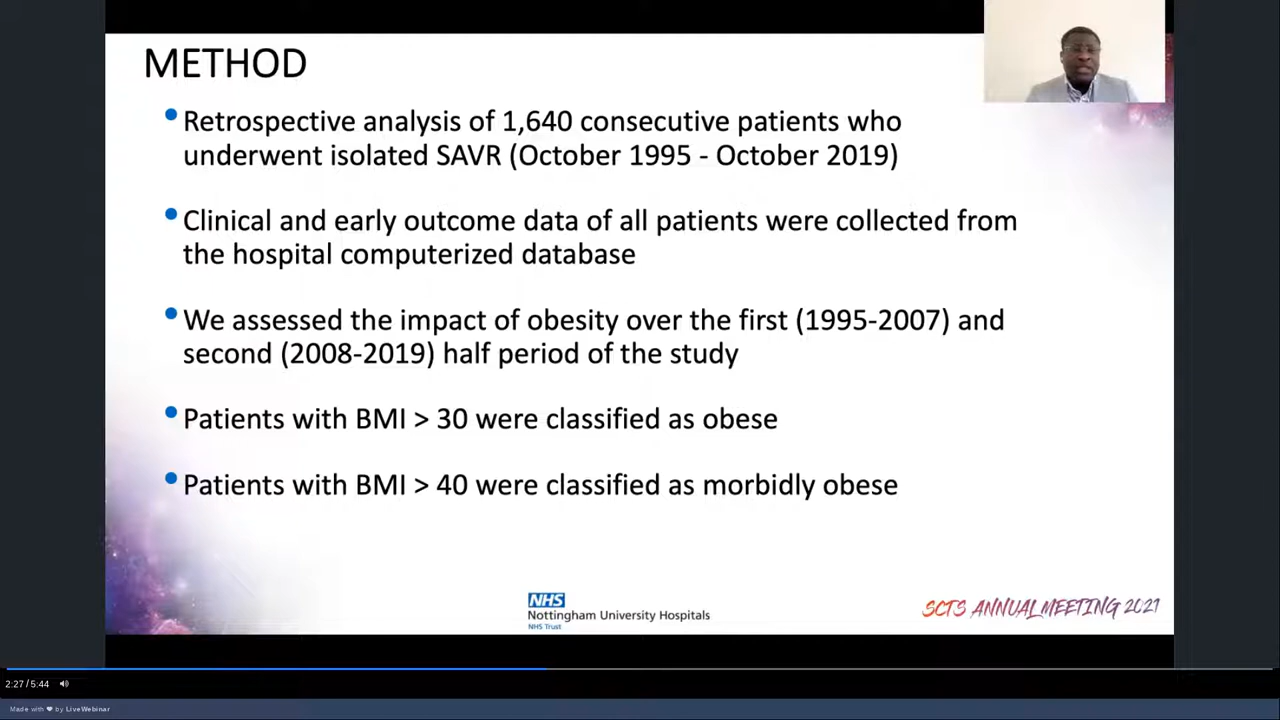 METHOD
• Retrospective analysis of 1,640 consecutive patients who
underwent isolated SAVR (October 1995 - October 2019)
• Clinical and early outcome data of all patients were collected from
the hospital computerized database
• We assessed the impact of obesity over the first (1995-2007) and
second (2008-2019) half period of the study
• Patients with BMI > 30 were classified as obese
• Patients with BMI > 40 were classified as morbidly obese
NHS
Nottingham University Hospitals
NHS Trust
SCTS ANNUAL MEETING 2021
2:27 / 5:44
Made with ❤ by LiveWebinar